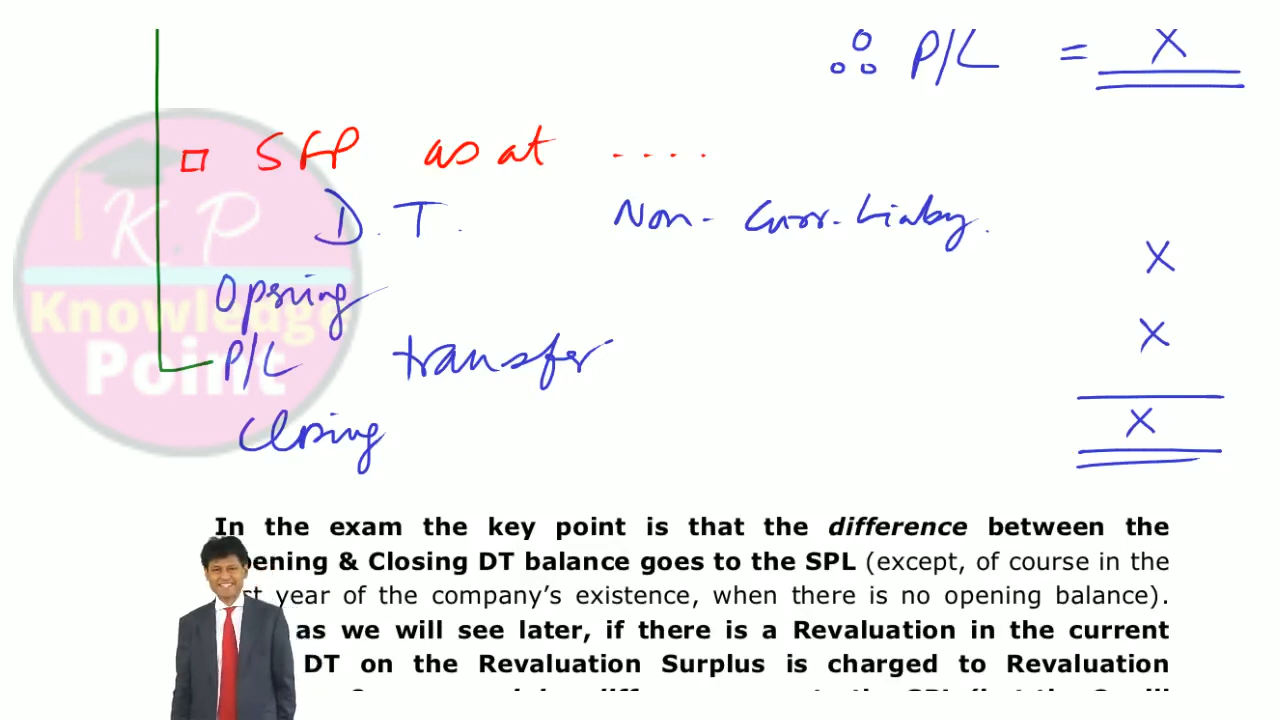 ∴ P/L = X
□ SFP as at ....
D.T. Non-Curr. Liaby.
X
Opening
X
P/L transfer
Closing X
K.P
Knowledge
Point
In the exam the key point is that the difference between the
pening & Closing DT balance goes to the SPL (except, of course in the
st year of the company's existence, when there is no opening balance).
as we will see later, if there is a Revaluation in the current
DT on the Revaluation Surplus is charged to Revaluation